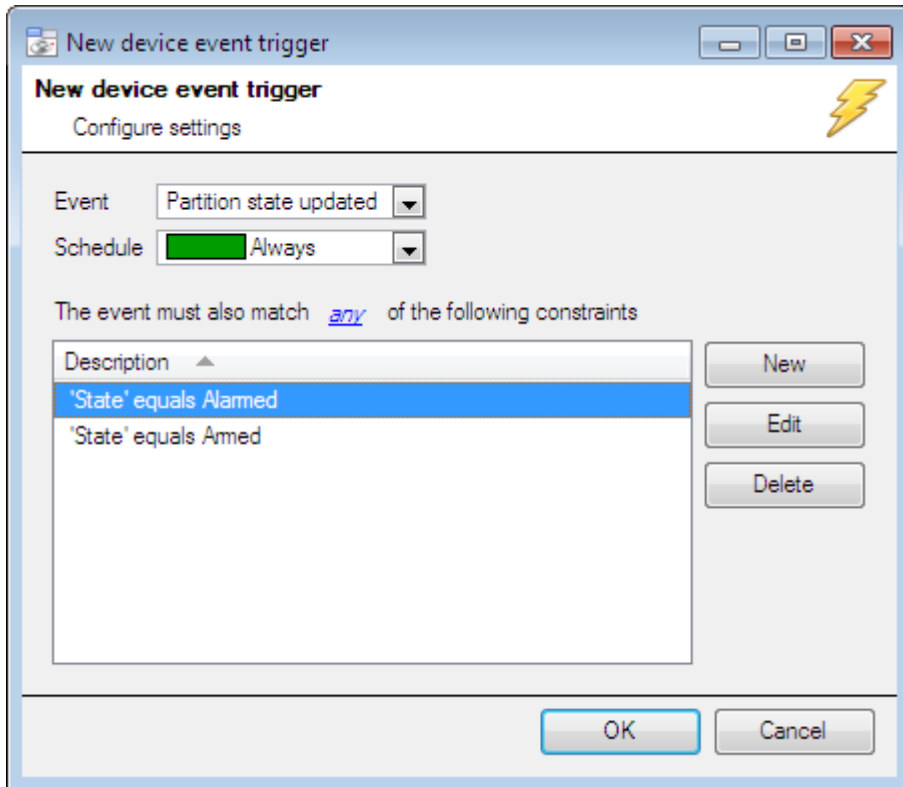 New device event trigger
New device event trigger
Configure settings
Event Partition state updated
Schedule Always
The event must also match any of the following constraints
Description
'State' equals Alarmed
'State' equals Armed
New
Edit
Delete
OK Cancel